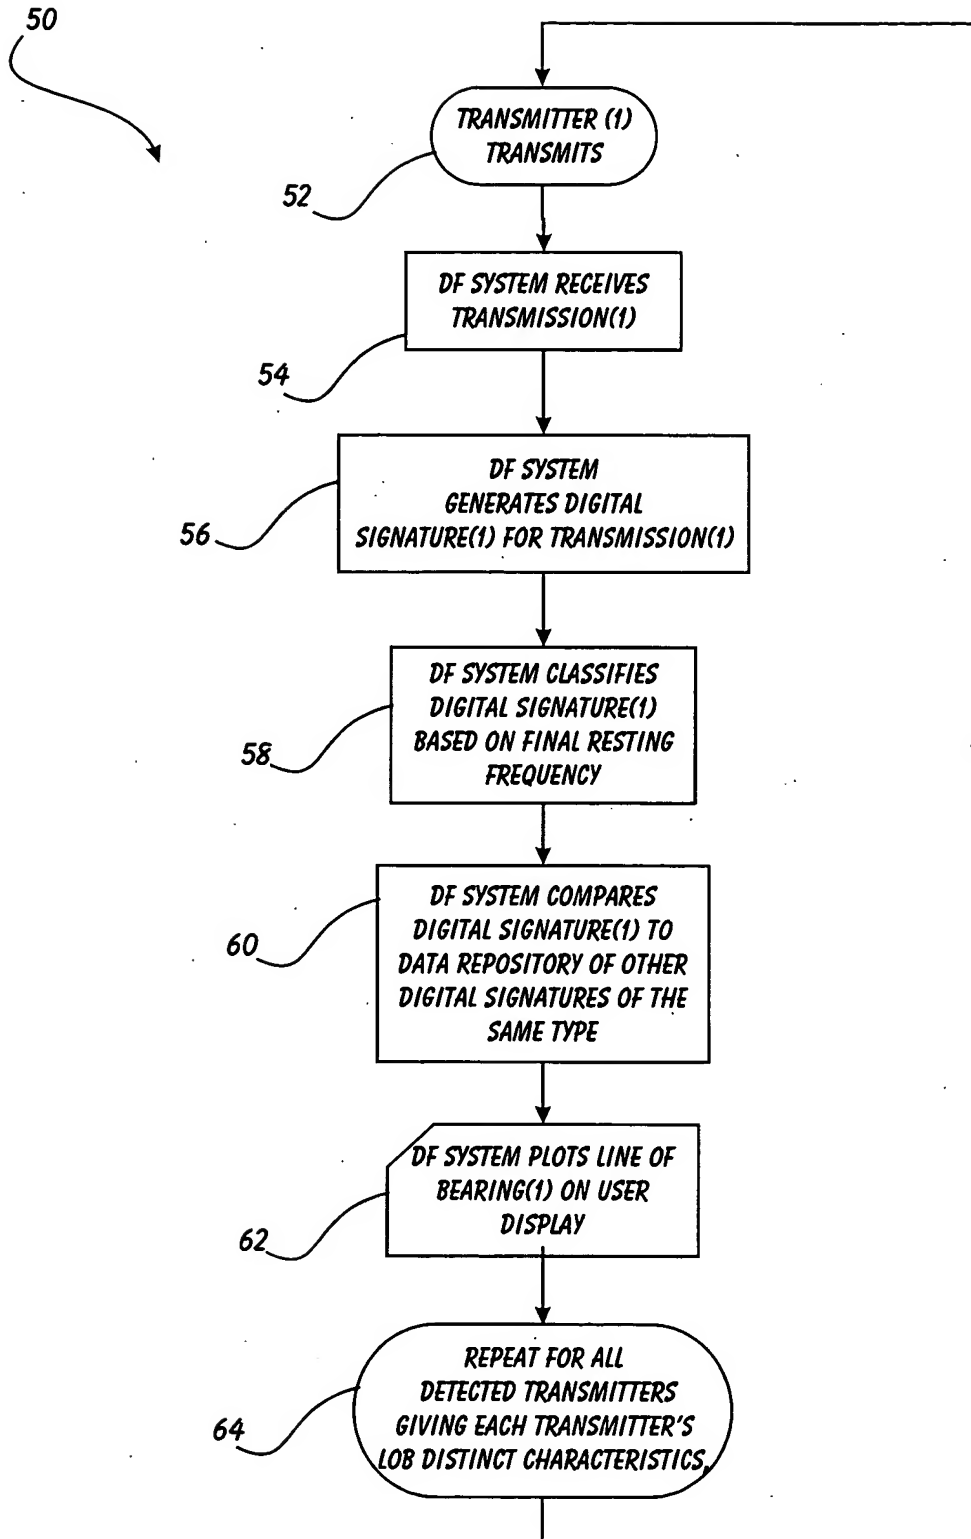 50
TRANSMITTER (1)
TRANSMITS
52
DF SYSTEM RECEIVES
TRANSMISSION(1)
54
DF SYSTEM
GENERATES DIGITAL
SIGNATURE(1) FOR TRANSMISSION(1)
56
DF SYSTEM CLASSIFIES
DIGITAL SIGNATURE(1)
BASED ON FINAL RESTING
FREQUENCY
58
DF SYSTEM COMPARES
DIGITAL SIGNATURE(1) TO
DATA REPOSITORY OF OTHER
DIGITAL SIGNATURES OF THE
SAME TYPE
60
DF SYSTEM PLOTS LINE OF
BEARING(1) ON USER
DISPLAY
62
REPEAT FOR ALL
DETECTED TRANSMITTERS
GIVING EACH TRANSMITTER'S
LOB DISTINCT CHARACTERISTICS,
64